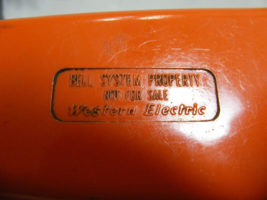 BELL SYSTEM PROPERTY
NOT FOR SALE
Western Electric